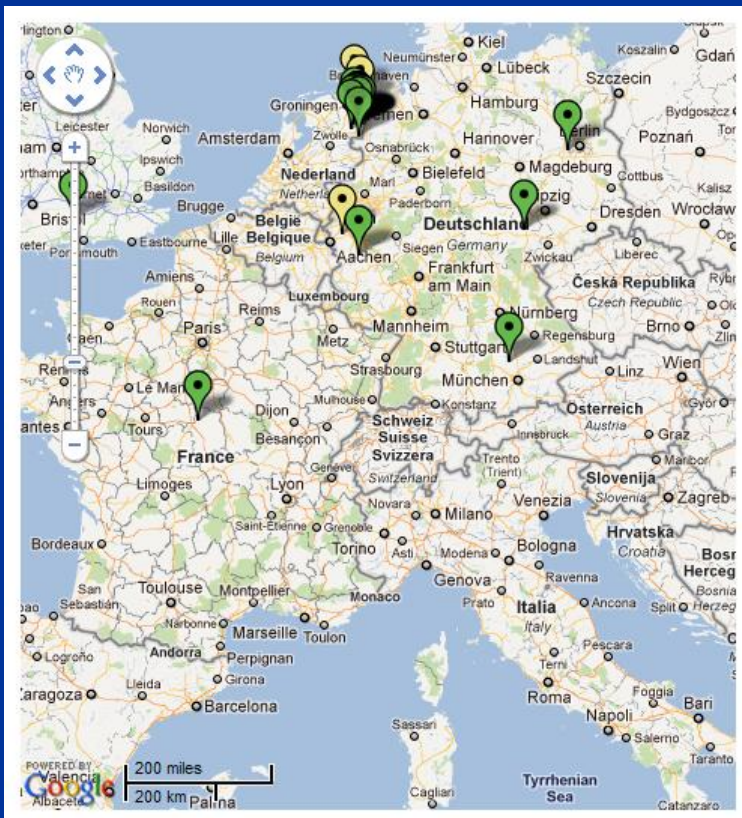 Kiel
Koszalin
Gdań
Neumünster
Lübeck
Szczecin
Hamburg
Groningen
Bydgoszcz
Leicester
Norwich
Amsterdam
Zwolle
Hannover
Berlin
Poznań
Osnabrück
Ipswich
Nederland
Bielefeld
Magdeburg
Basildon
Mari
Paderborn
Cottbus
Kalisz
Brugge
België
Belgique
Belgium
Deutschland
Germany
Dresden
Wrocław
Eastbourne
Lille
Siegen
Aachen
Zwickau
Liberec
Amiens
Frankfurt
am Main
Česká Republika
Czech Republic
Rouen
Luxembourg
Reims
Nürnberg
Brno
Paris
Metz
Mannheim
Regensburg
Stuttgart
Landshut
Strasbourg
Linz
Wien
Le Man
München
Mulhouse
Konstanz
Österreich
Austria
Győr
Tours
Dijon
Besançon
Schweiz
Suisse
Svizzera
Switzerland
Innsbruck
Graz
France
Maribor
Genève
Trento
(Trient)
Slovenija
Slovenia
Zagreb
Limoges
Lyon
Novara
Milano
Venezia
Saint-Étienne
Grenoble
Hrvatska
Croatia
Bordeaux
Torino
Asti
Modena
Bologna
Bosn
Herceg
Genova
Ravenna
San
Sebastián
Toulouse
Montpellier
Monaco
Prato
Ancona
Split
Narbonne
Marseille
Toulon
Italia
Italy
Andorra
Logroño
Perpignan
Pescara
Girona
Terni
Zaragoza
Lleida
Barcelona
Roma
Foggia
Bari
Sassari
Napoli
Salerno
Taranto
POWERED BY
Google
Valencia
Albacete
200 miles
200 km
Palma
Cagliari
Tyrrhenian
Sea
Catanzaro